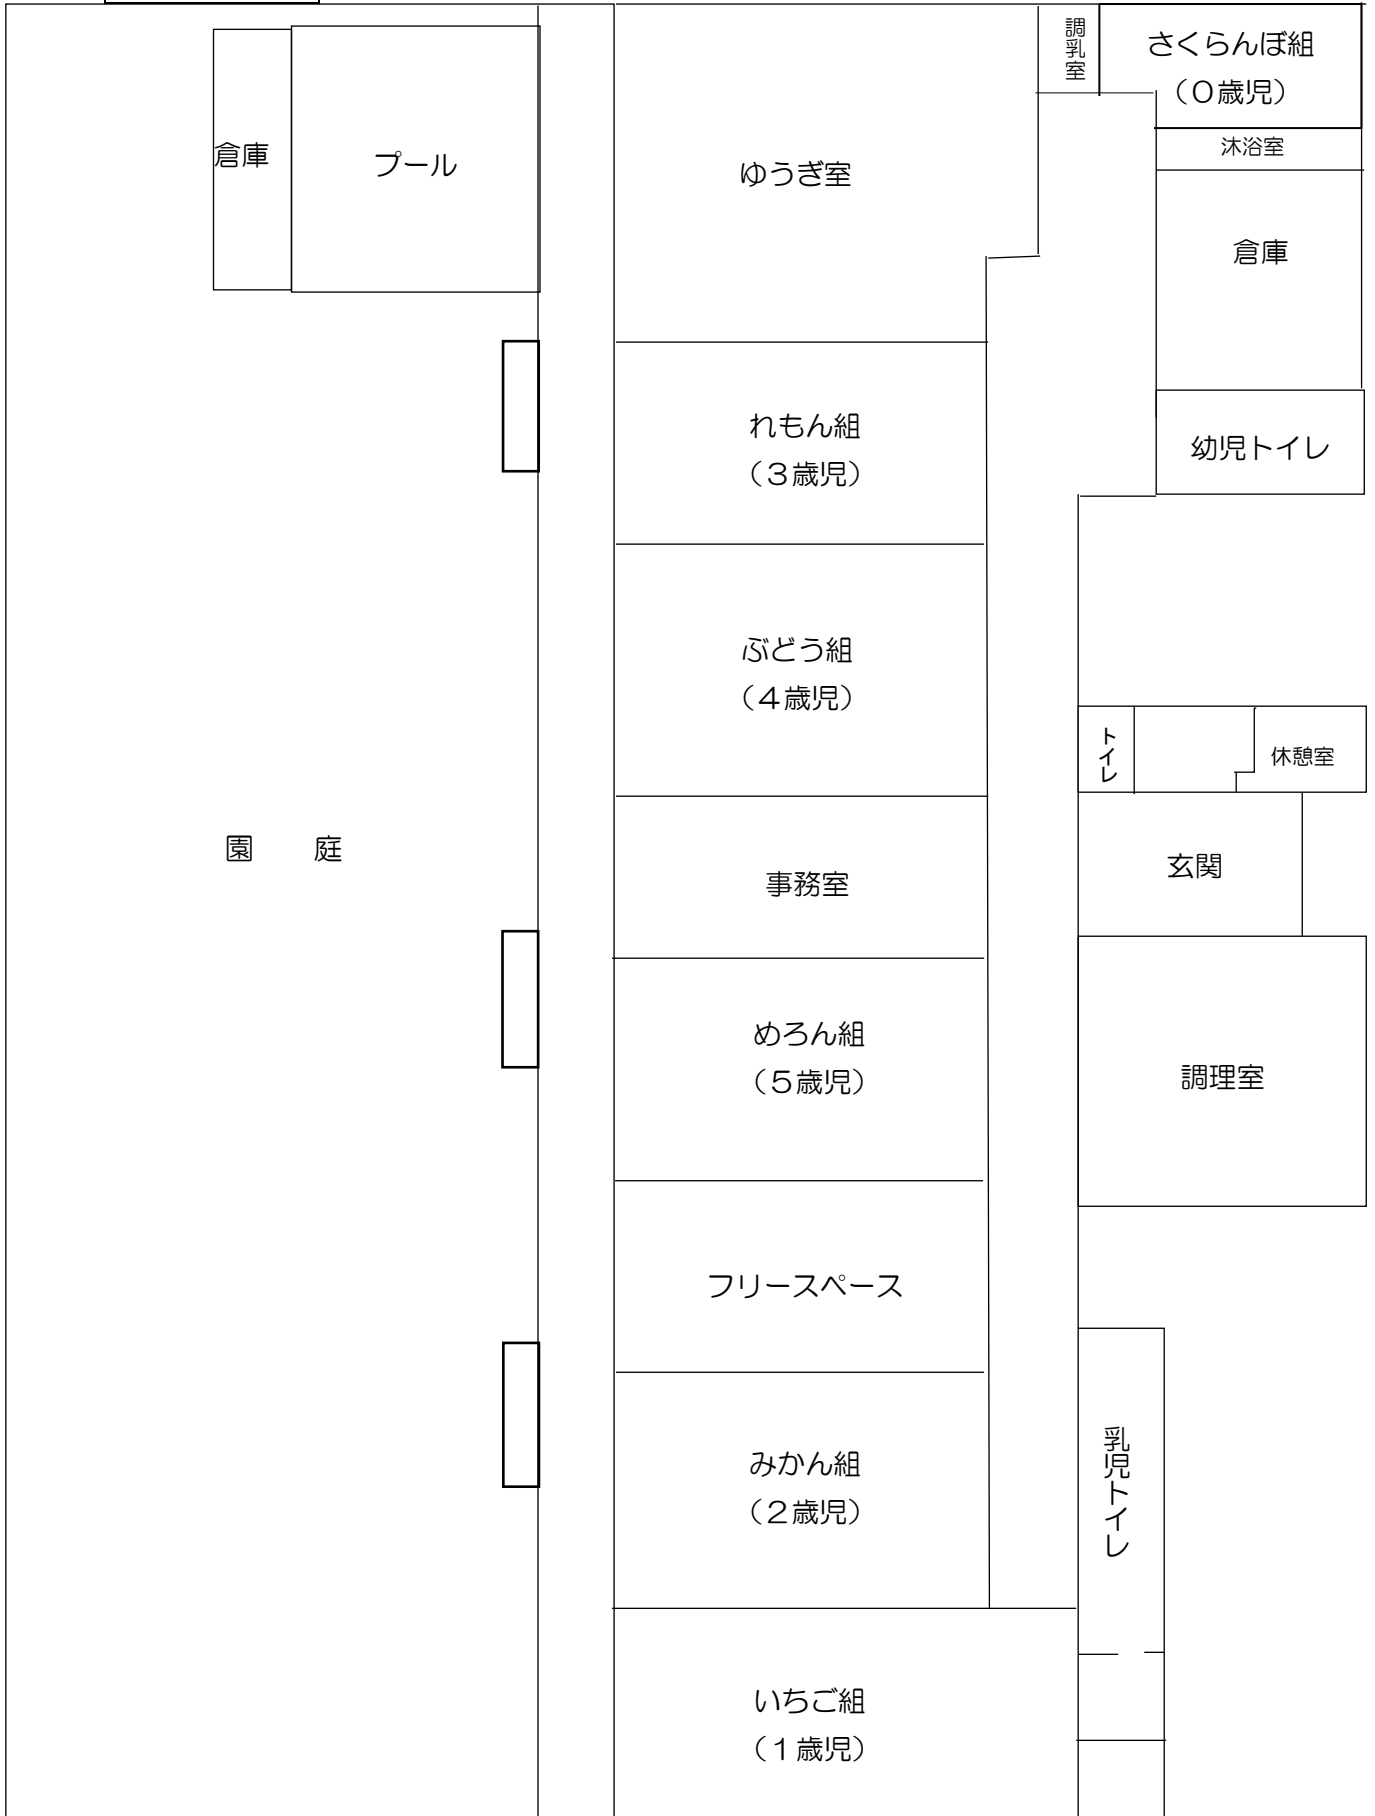 調乳室
さくらんぼ組
（０歳児）
倉庫
プール
ゆうぎ室
沐浴室
倉庫
れもん組
（３歳児）
幼児トイレ
ぶどう組
（４歳児）
トイレ
休憩室
園　庭
事務室
玄関
めろん組
（５歳児）
調理室
フリースペース
みかん組
（２歳児）
乳児トイレ
いちご組
（１歳児）